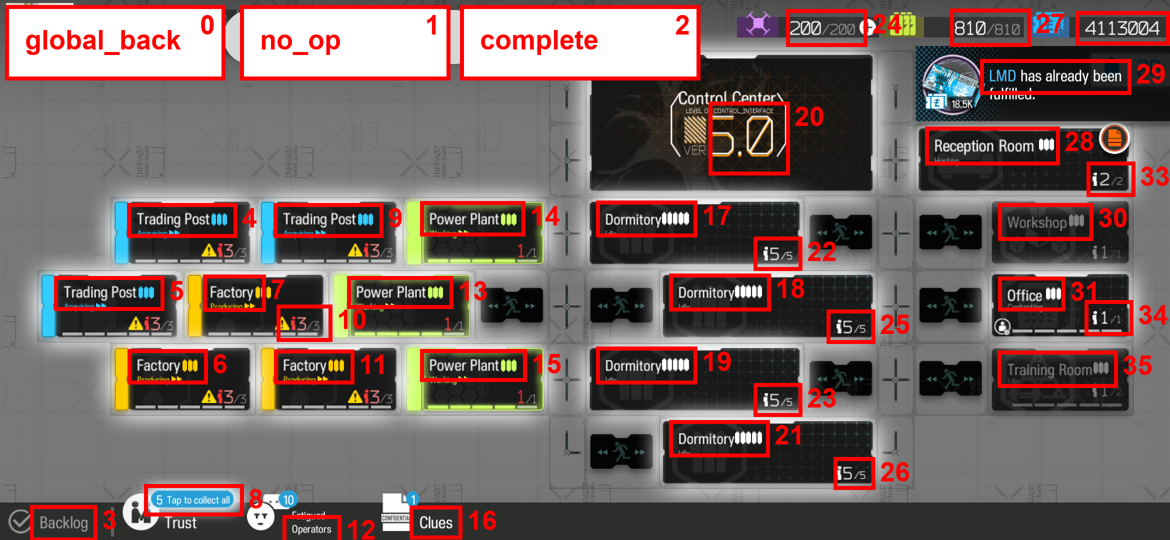 global_back 0
no_op 1
complete 2
200/200 24
810/810 27
4113004
LMD has already been 29
fulfilled.
18.5K
Control Center
LEVEL OF CONTROL_INTERFACE
VER 5.0 20
Reception Room 28
Hosting
2/2 33
Trading Post 4
Acquiring
3/3
Trading Post 9
Acquiring
3/3
Power Plant 14
Working
1/1
Dormitory 17
Idle
5/5 22
Workshop 30
1/1
Trading Post 5
Acquiring
3/3
Factory 7
Producing
3/3 10
Power Plant 13
Working
1/1
Dormitory 18
Idle
5/5 25
Office 31
Contacting
1/1 34
Factory 6
Producing
3/3
Factory 11
Producing
3/3
Power Plant 15
Working
1/1
Dormitory 19
Idle
5/5 23
Training Room 35
Idle
1/2
Dormitory 21
Idle
5/5 26
Backlog 3
5 Tap to collect all 8
Trust
10
Fatigued
Operators 12
1
CONFIDENTIAL
Clues 16